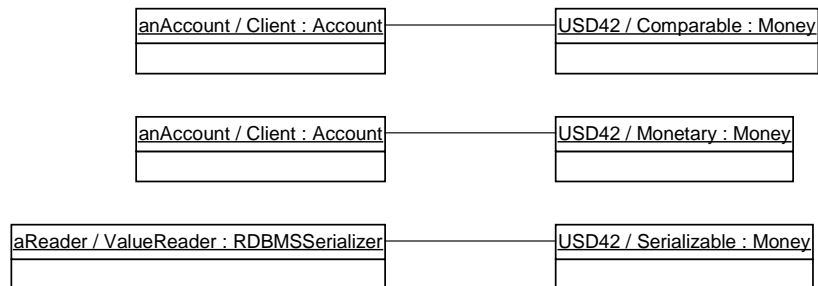 anAccount / Client : Account
USD42 / Comparable : Money
anAccount / Client : Account
USD42 / Monetary : Money
aReader / ValueReader : RDBMSSerializer
USD42 / Serializable : Money